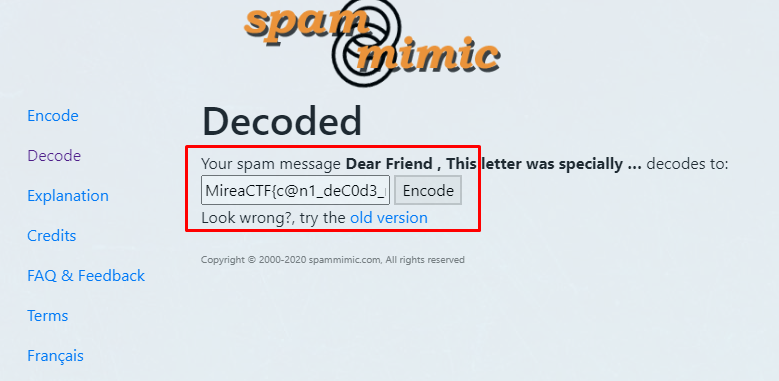 spam
mimic
Encode
Decode
Explanation
Credits
FAQ & Feedback
Terms
Français
Decoded
Your spam message Dear Friend , This letter was specially ... decodes to:
MireaCTF{c@n1_deC0d3_ Encode
Look wrong?, try the old version
Copyright © 2000-2020 spammimic.com, All rights reserved